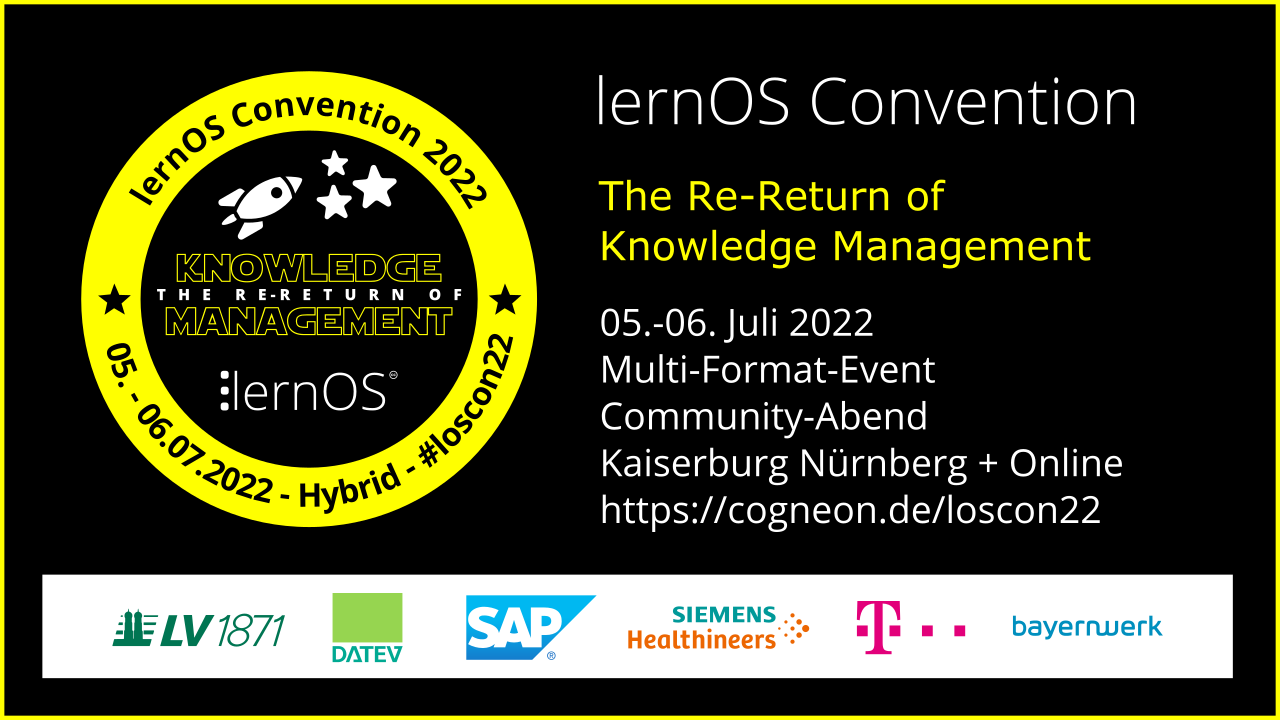 lernOS Convention 2022
KNOWLEDGE
THE RE-RETURN OF
MANAGEMENT
lernOS
05. - 06.07.2022 - Hybrid - #loscon22
lernOS Convention
The Re-Return of
Knowledge Management
05.-06. Juli 2022
Multi-Format-Event
Community-Abend
Kaiserburg Nürnberg + Online
https://cogneon.de/loscon22
LV 1871
DATEV
SAP ®
SIEMENS
Healthineers
T
bayernwerk